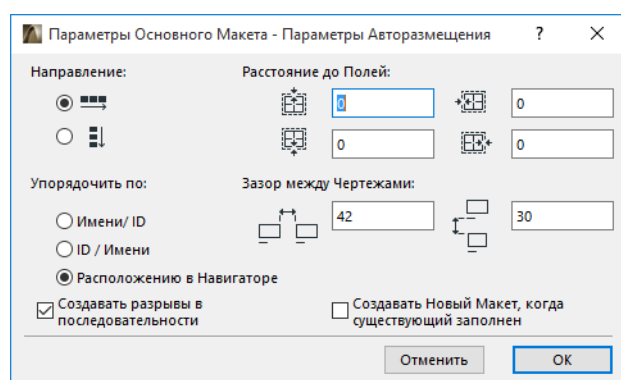 Параметры Основного Макета - Параметры Авторазмещения ?
Направление:
Расстояние до Полей:
0
0
0
0
Упорядочить по:
Зазор между Чертежами:
Имени/ ID
42
30
ID / Имени
Расположению в Навигаторе
Создавать разрывы в
последовательности
Создавать Новый Макет, когда
существующий заполнен
Отменить
OK